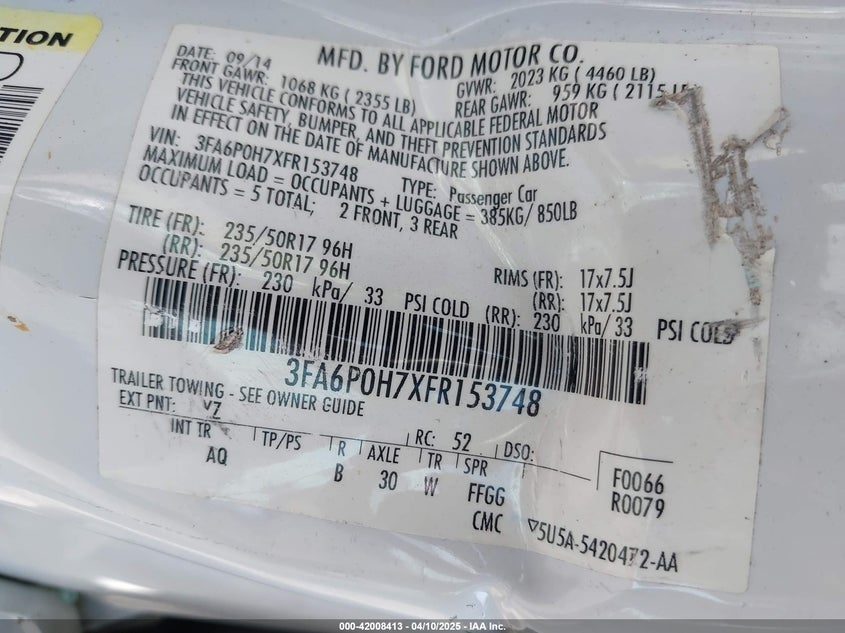 TION
MFD. BY FORD MOTOR CO.
DATE: 09/14 GVWR: 2023 KG ( 4460 LB)
FRONT GAWR: 1068 KG ( 2355 LB) REAR GAWR: 959 KG ( 2115 LB)
THIS VEHICLE CONFORMS TO ALL APPLICABLE FEDERAL MOTOR
VEHICLE SAFETY, BUMPER, AND THEFT PREVENTION STANDARDS
IN EFFECT ON THE DATE OF MANUFACTURE SHOWN ABOVE.
VIN: 3FA6P0H7XFR153748 TYPE: Passenger Car
MAXIMUM LOAD = OCCUPANTS + LUGGAGE = 385KG/ 850LB
OCCUPANTS = 5 TOTAL; 2 FRONT, 3 REAR
TIRE (FR): 235/50R17 96H RIMS (FR): 17x7.5J
(RR): 235/50R17 96H (RR): 17x7.5J
PRESSURE (FR): 230 kPa/ 33 PSI COLD (RR): 230 kPa/ 33 PSI COLD
3FA6P0H7XFR153748
TRAILER TOWING - SEE OWNER GUIDE
EXT PNT: YZ RC: 52 DSO:
INT TR TP/PS R AXLE TR SPR F0066
AQ B 30 W FFGG R0079
CMC ▽5U5A-5420472-AA
000-42008413 - 04/10/2025 - IAA Inc.